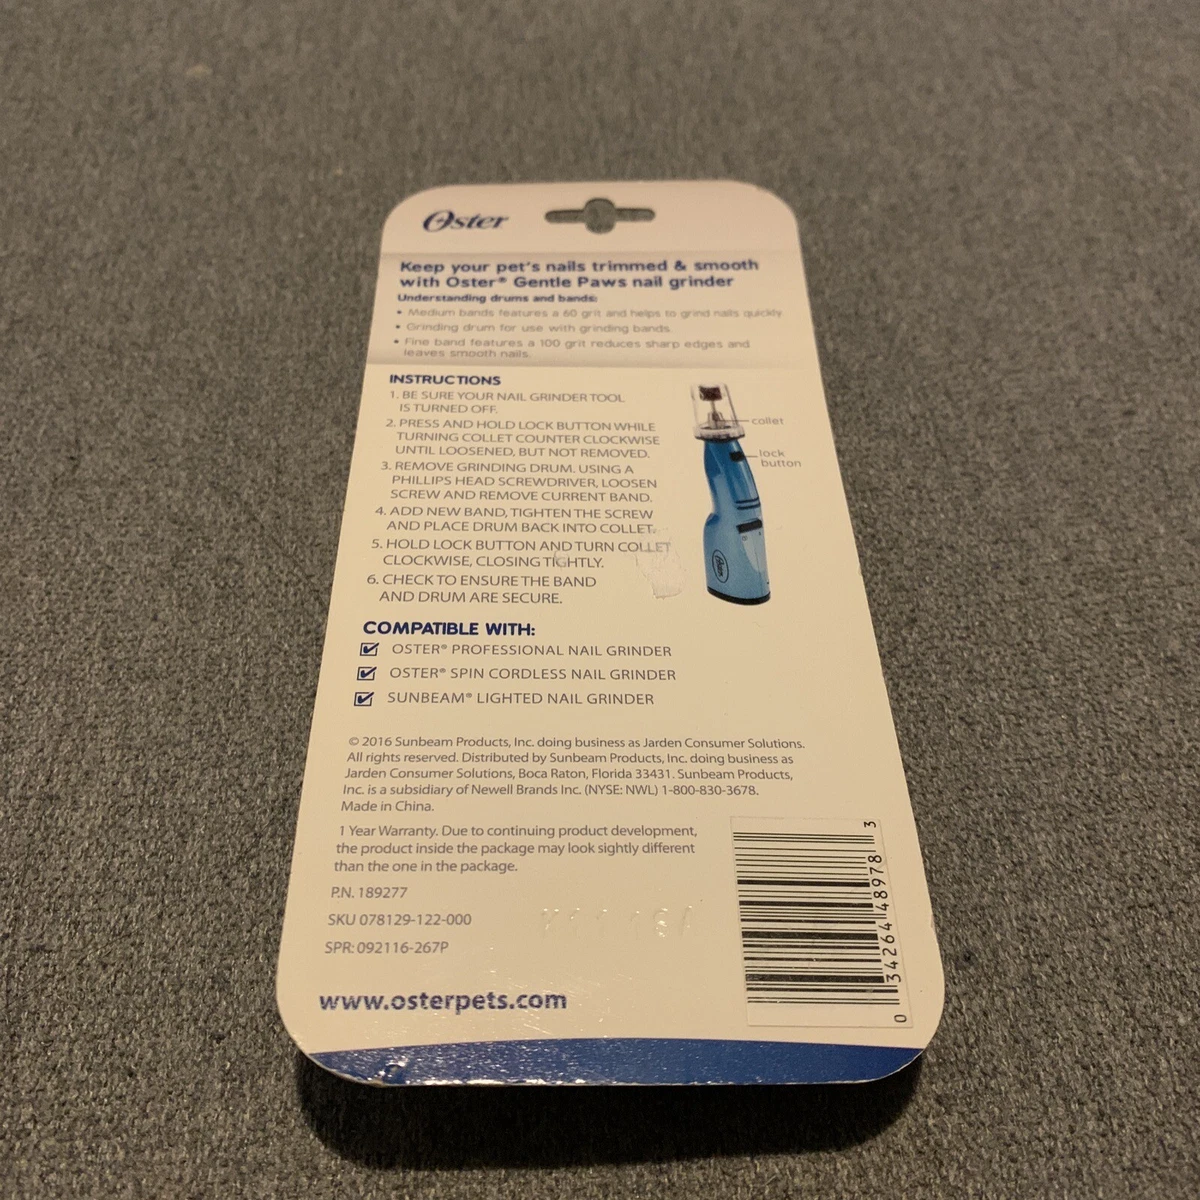 Oster
Keep your pet's nails trimmed & smooth
with Oster® Gentle Paws nail grinder
Understanding drums and bands:
• Medium bands features a 60 grit and helps to grind nails quickly.
• Grinding drum for use with grinding bands.
• Fine band features a 100 grit reduces sharp edges and
leaves smooth nails.
INSTRUCTIONS
1. BE SURE YOUR NAIL GRINDER TOOL
IS TURNED OFF.
2. PRESS AND HOLD LOCK BUTTON WHILE
TURNING COLLET COUNTER CLOCKWISE
UNTIL LOOSENED, BUT NOT REMOVED.
3. REMOVE GRINDING DRUM. USING A
PHILLIPS HEAD SCREWDRIVER, LOOSEN
SCREW AND REMOVE CURRENT BAND.
4. ADD NEW BAND, TIGHTEN THE SCREW
AND PLACE DRUM BACK INTO COLLET.
5. HOLD LOCK BUTTON AND TURN COLLET
CLOCKWISE, CLOSING TIGHTLY.
6. CHECK TO ENSURE THE BAND
AND DRUM ARE SECURE.
collet
lock
button
Oster
COMPATIBLE WITH:
OSTER® PROFESSIONAL NAIL GRINDER
OSTER® SPIN CORDLESS NAIL GRINDER
SUNBEAM® LIGHTED NAIL GRINDER
© 2016 Sunbeam Products, Inc. doing business as Jarden Consumer Solutions.
All rights reserved. Distributed by Sunbeam Products, Inc. doing business as
Jarden Consumer Solutions, Boca Raton, Florida 33431. Sunbeam Products,
Inc. is a subsidiary of Newell Brands Inc. (NYSE: NWL) 1-800-830-3678.
Made in China.
1 Year Warranty. Due to continuing product development,
the product inside the package may look sightly different
than the one in the package.
P.N. 189277
SKU 078129-122-000
SPR: 092116-267P
www.osterpets.com
0 34264 48978 3